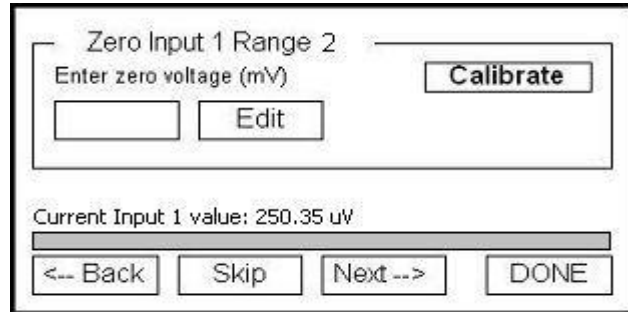 Zero Input 1 Range 2
Enter zero voltage (mV)
Calibrate
Edit
Current Input 1 value: 250.35 uV
<-- Back Skip Next --> DONE